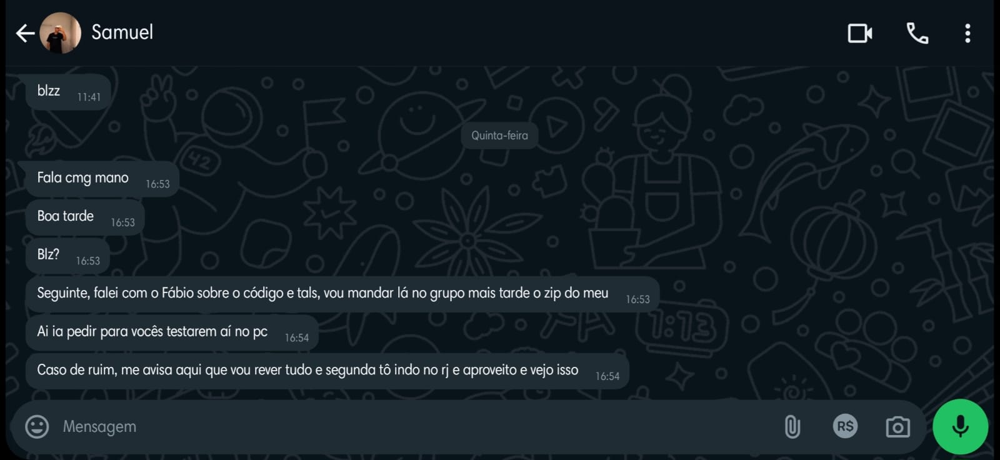 Samuel
blzz 11:41
Quinta-feira
Fala cmg mano 16:53
Boa tarde 16:53
Blz? 16:53
Seguinte, falei com o Fábio sobre o código e tals, vou mandar lá no grupo mais tarde o zip do meu 16:53
Ai ia pedir para vocês testarem aí no pc 16:54
Caso de ruim, me avisa aqui que vou rever tudo e segunda tô indo no rj e aproveito e vejo isso 16:54
Mensagem R$
42
1:13